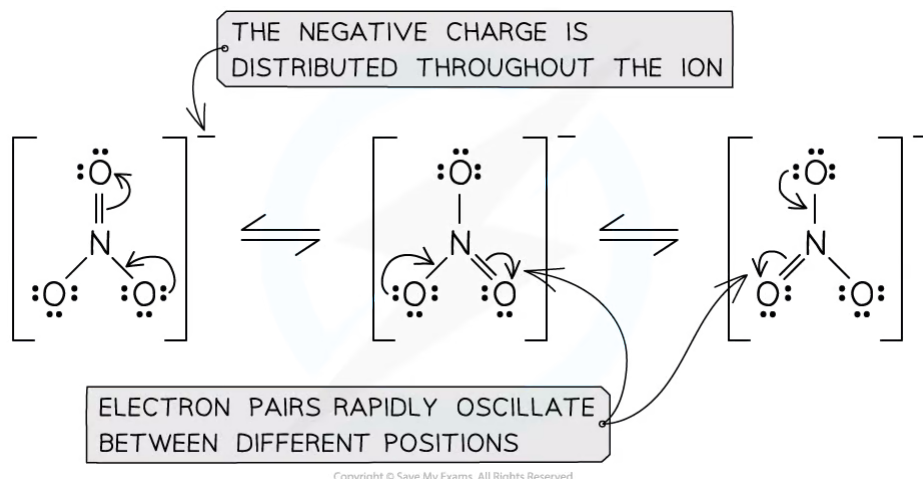 THE NEGATIVE CHARGE IS
DISTRIBUTED THROUGHOUT THE ION
O
N
O O
−
O
N
O O
−
O
N
O O
−
ELECTRON PAIRS RAPIDLY OSCILLATE
BETWEEN DIFFERENT POSITIONS
Copyright © Save My Exams. All Rights Reserved